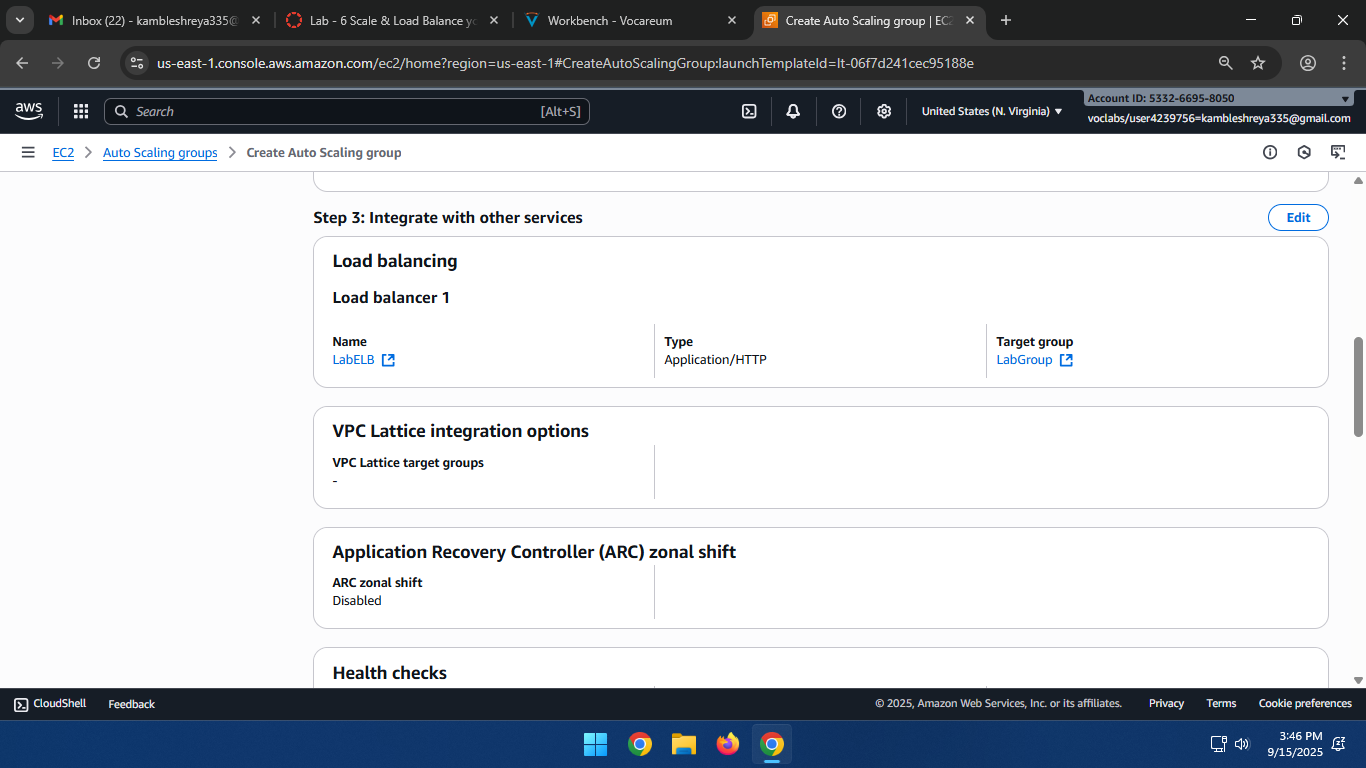 Inbox (22) - kambleshreya335@
Lab - 6 Scale & Load Balance yo
Workbench - Vocareum
Create Auto Scaling group | EC2
us-east-1.console.aws.amazon.com/ec2/home?region=us-east-1#CreateAutoScalingGroup:launchTemplateId=lt-06f7d241cec95188e
aws
Search
[Alt+S]
United States (N. Virginia)
Account ID: 5332-6695-8050
voclabs/user4239756=kambleshreya335@gmail.com
EC2
Auto Scaling groups
Create Auto Scaling group
Step 3: Integrate with other services
Edit
Load balancing
Load balancer 1
Name
Type
Target group
LabELB
Application/HTTP
LabGroup
VPC Lattice integration options
VPC Lattice target groups
-
Application Recovery Controller (ARC) zonal shift
ARC zonal shift
Disabled
Health checks
CloudShell
Feedback
© 2025, Amazon Web Services, Inc. or its affiliates.
Privacy
Terms
Cookie preferences
3:46 PM
9/15/2025